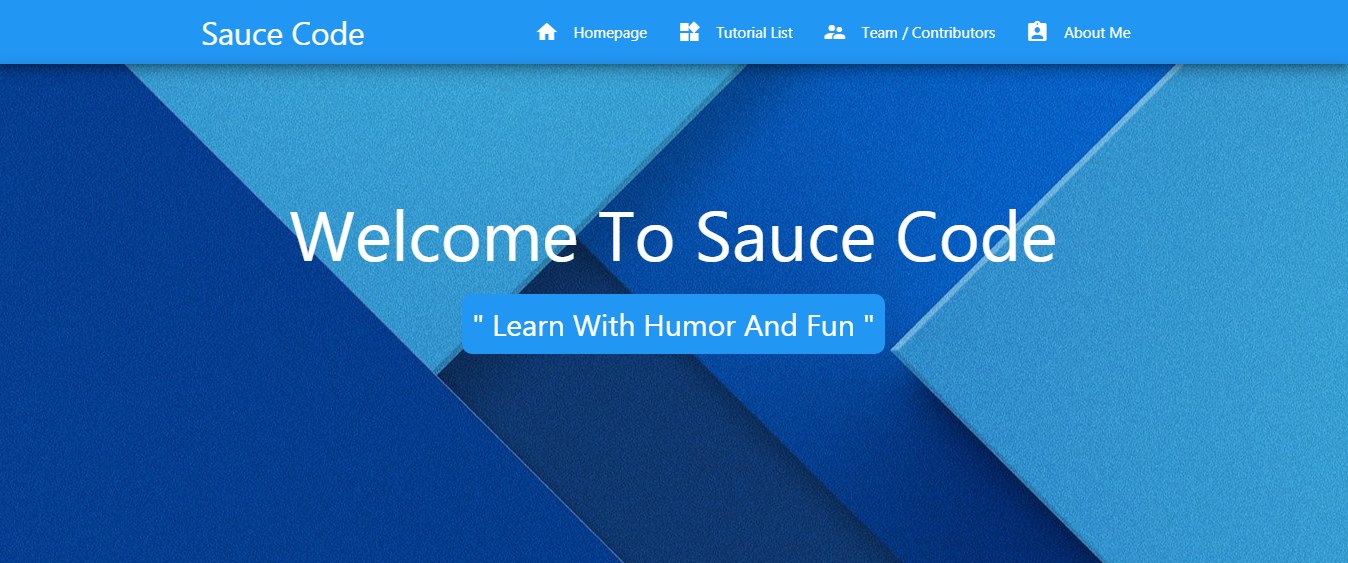 Sauce Code
Homepage
Tutorial List
Team / Contributors
About Me
Welcome To Sauce Code
" Learn With Humor And Fun "